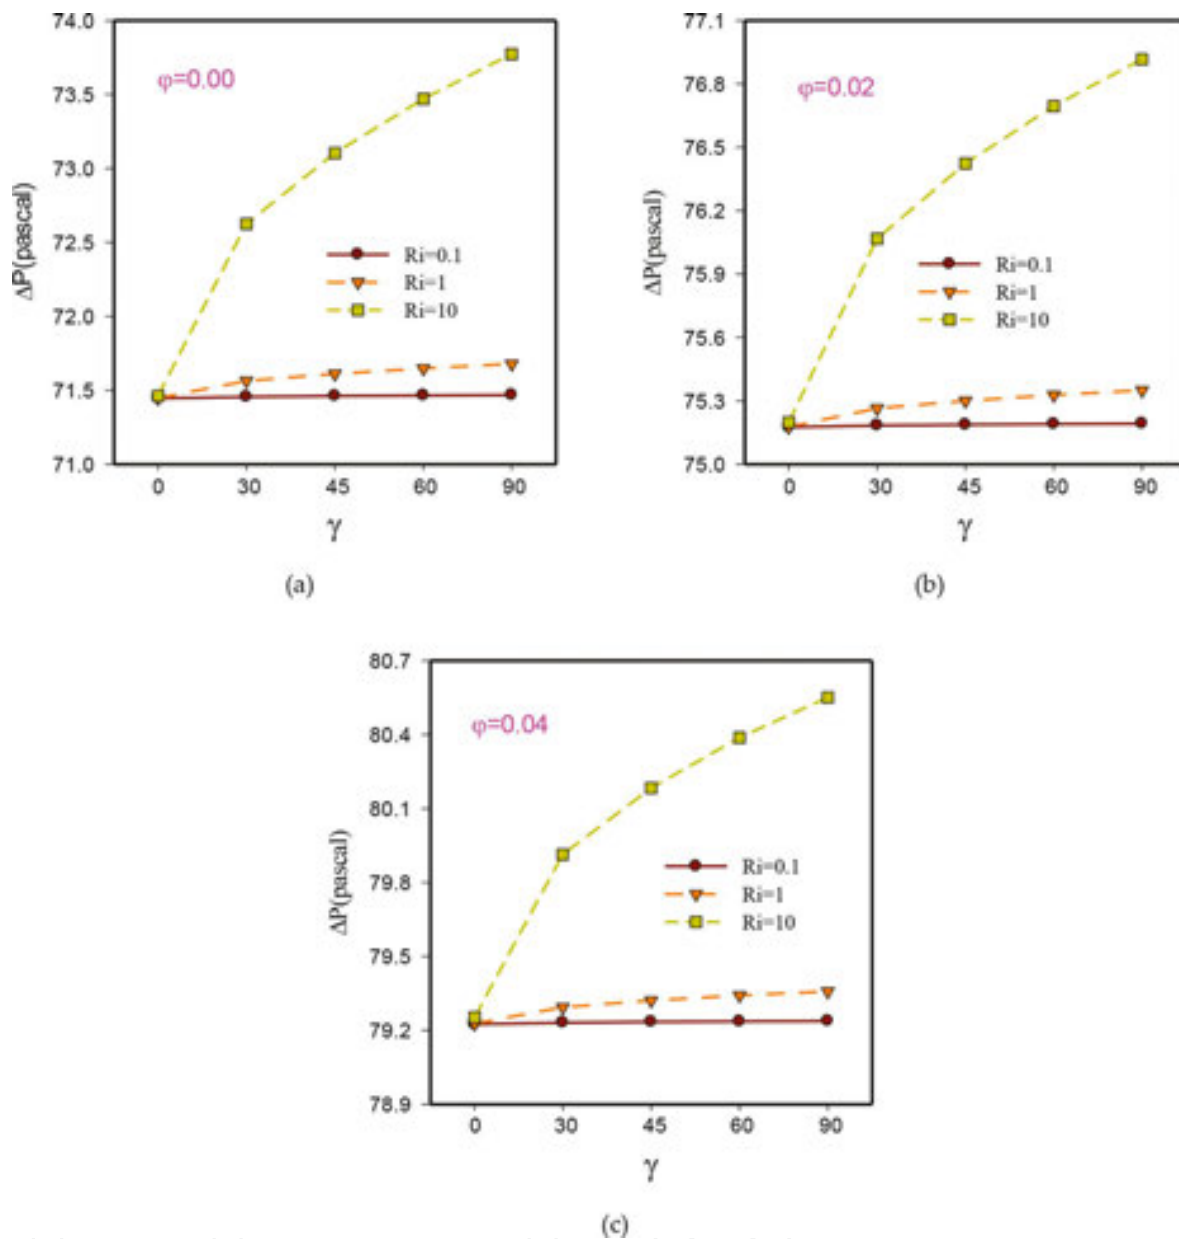 74.0
73.5
73.0
72.5
72.0
71.5
71.0
ΔP(pascal)
φ=0.00
Ri=0.1
Ri=1
Ri=10
0 30 45 60 90
γ
(a)
77.1
76.8
76.5
76.2
75.9
75.6
75.3
75.0
ΔP(pascal)
φ=0.02
Ri=0.1
Ri=1
Ri=10
0 30 45 60 90
γ
(b)
80.7
80.4
80.1
79.8
79.5
79.2
78.9
ΔP(pascal)
φ=0.04
Ri=0.1
Ri=1
Ri=10
0 30 45 60 90
γ
(c)